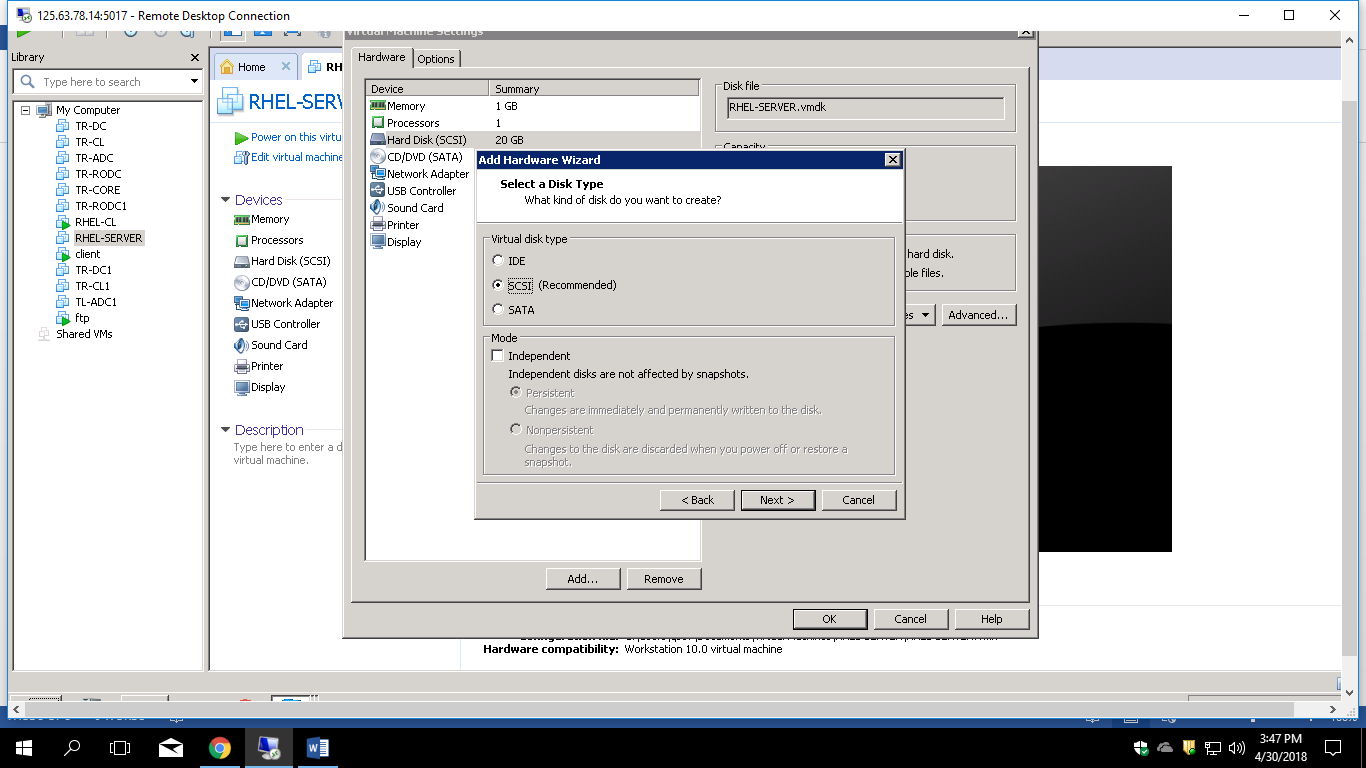 125.63.78.14:5017 - Remote Desktop Connection
Library
Type here to search
My Computer
TR-DC
TR-CL
TR-ADC
TR-RODC
TR-CORE
TR-RODC1
RHEL-CL
RHEL-SERVER
client
TR-DC1
TR-CL1
TL-ADC1
ftp
Shared VMs
Home
RH
RHEL-SERV
Power on this virtu
Edit virtual machine
Devices
Memory
Processors
Hard Disk (SCSI)
CD/DVD (SATA)
Network Adapter
USB Controller
Sound Card
Printer
Display
Description
Type here to enter a d
virtual machine.
Virtual Machine Settings
Hardware
Options
Device Summary
Memory 1 GB
Processors 1
Hard Disk (SCSI) 20 GB
CD/DVD (SATA)
Network Adapter
USB Controller
Sound Card
Printer
Display
Add... Remove
Disk file
RHEL-SERVER.vmdk
Capacity
hard disk.
ple files.
es
Advanced...
Add Hardware Wizard
Select a Disk Type
What kind of disk do you want to create?
Virtual disk type
IDE
SCSI (Recommended)
SATA
Mode
Independent
Independent disks are not affected by snapshots.
Persistent
Changes are immediately and permanently written to the disk.
Nonpersistent
Changes to the disk are discarded when you power off or restore a
snapshot.
< Back Next > Cancel
OK Cancel Help
Hardware compatibility: Workstation 10.0 virtual machine
3:47 PM
4/30/2018